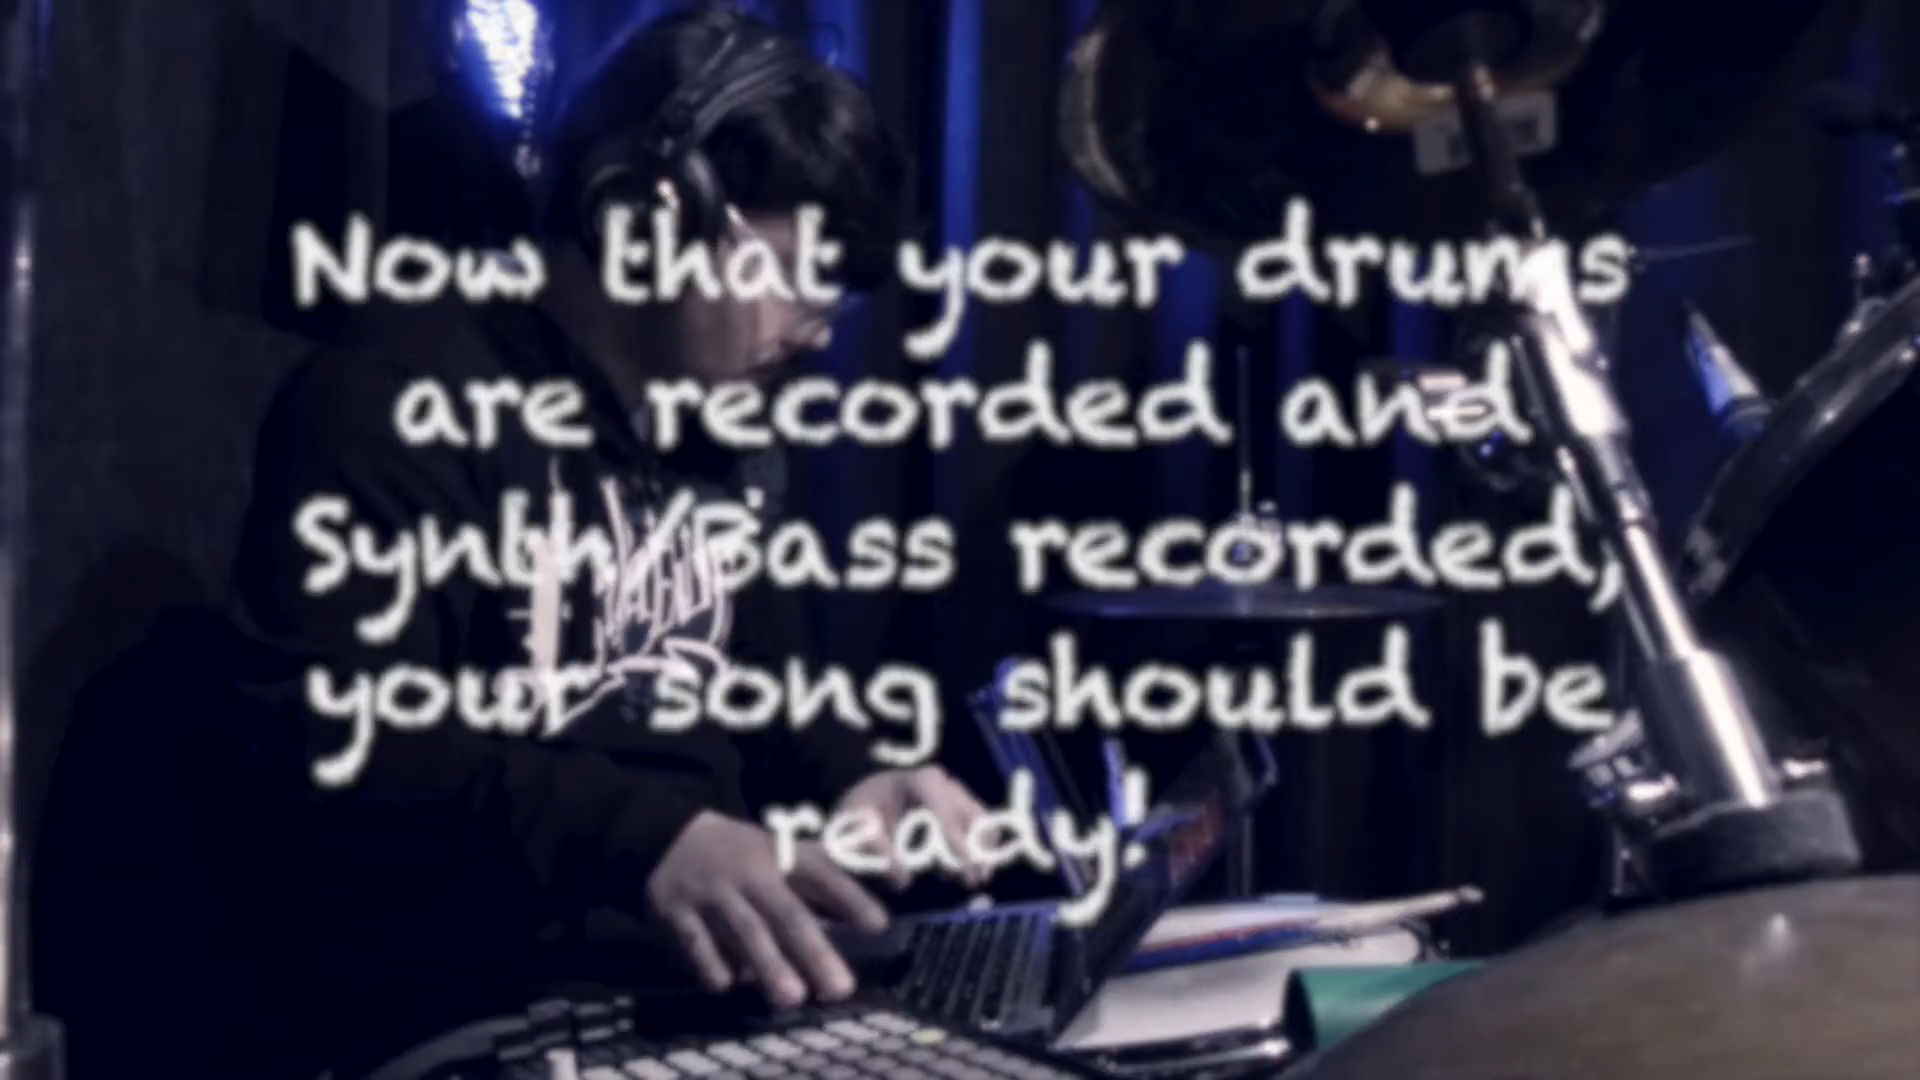 Now that your drums
are recorded and
Synth/Bass recorded,
your song should be
ready!